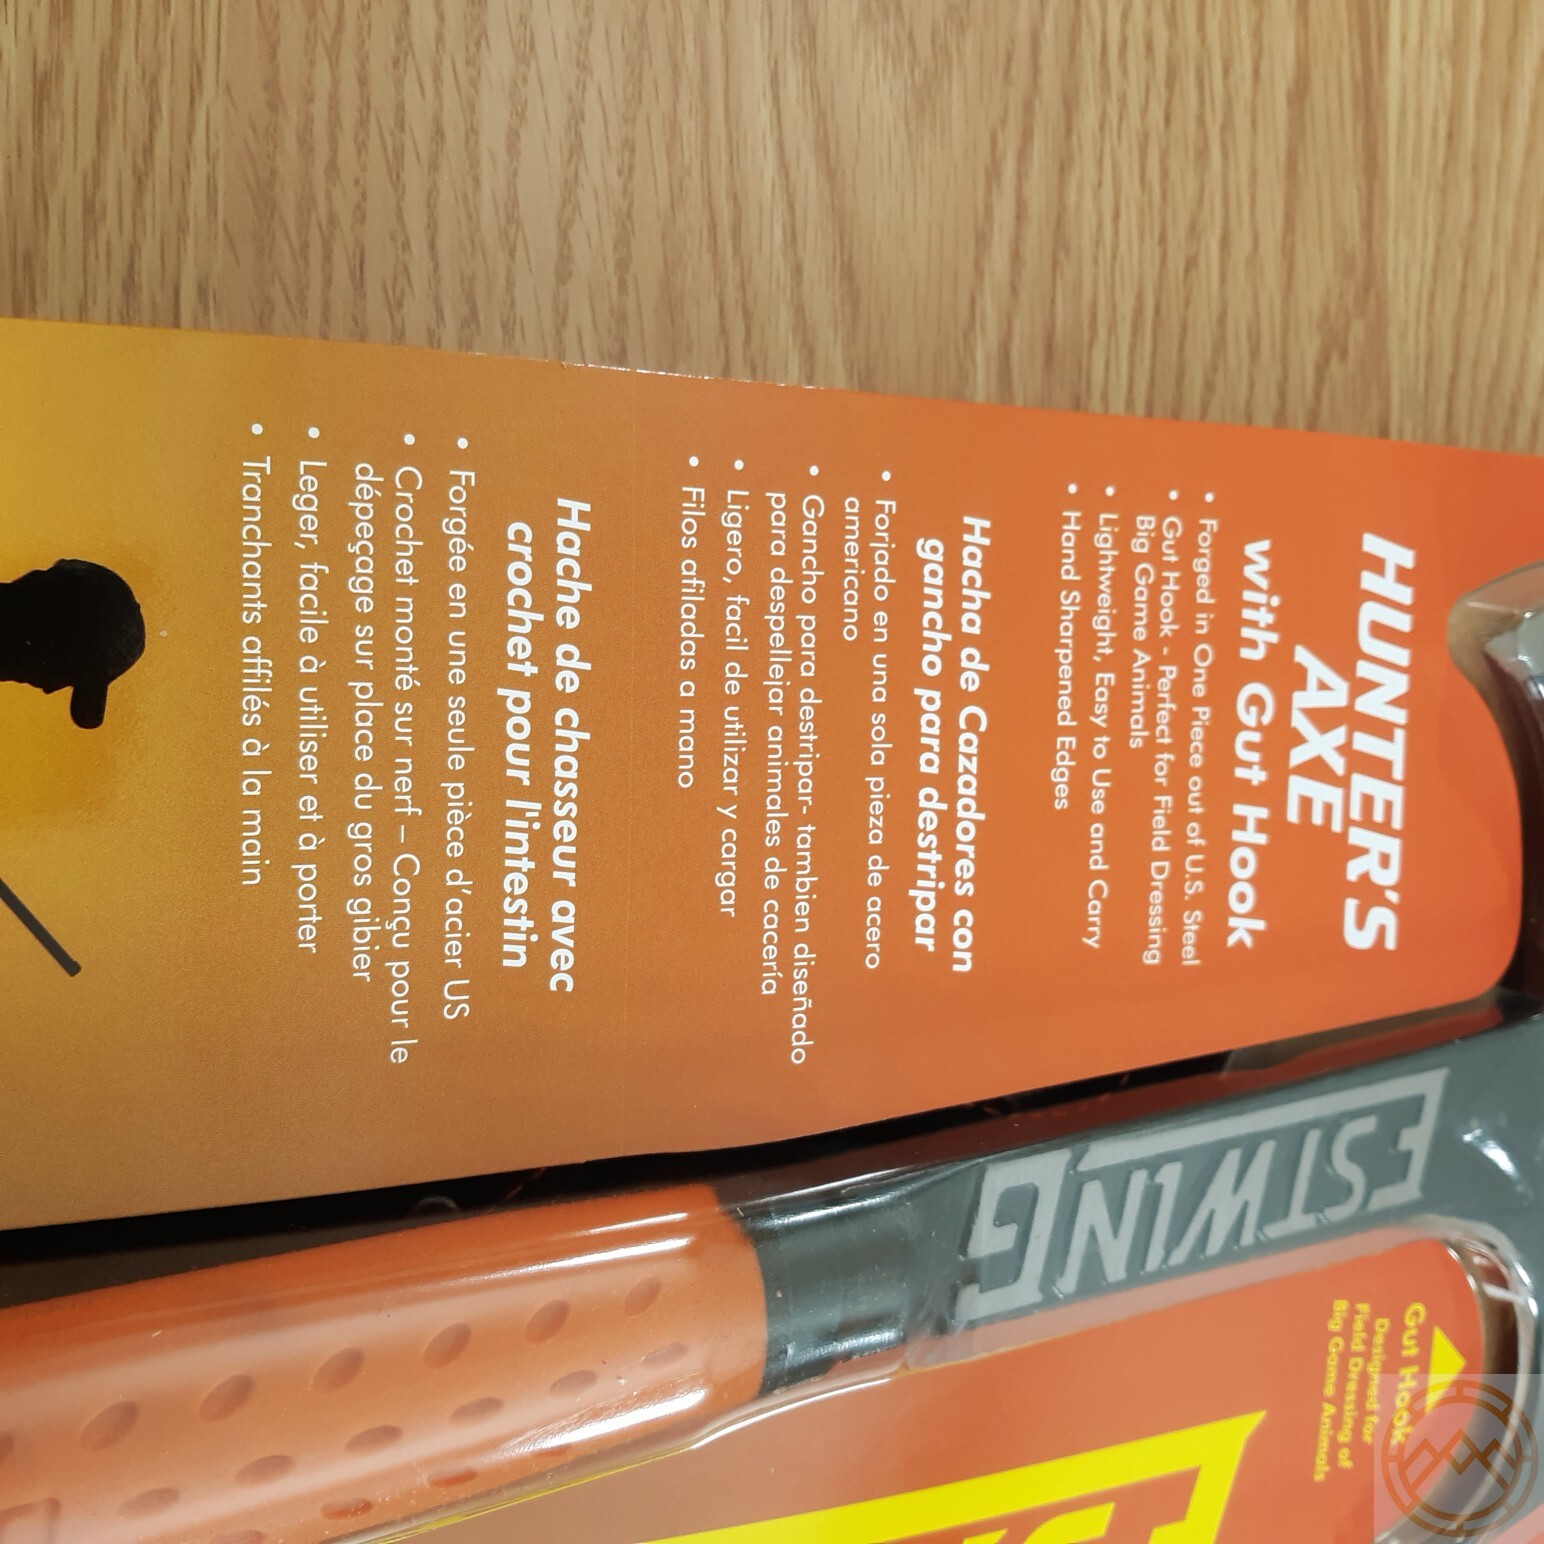 HUNTER'S
AXE
with Gut Hook
• Forged in One Piece out of U.S. Steel
• Gut Hook - Perfect for Field Dressing
Big Game Animals
• Lightweight, Easy to Use and Carry
• Hand Sharpened Edges
Hacha de Cazadores con
gancho para destripar
• Forjado en una sola pieza de acero
americano
• Gancho para destripar- tambien diseñado
para despellejar animales de cacería
• Ligero, facil de utilizar y cargar
• Filos afiladas a mano
Hache de chasseur avec
crochet pour l'intestin
• Forgée en une seule pièce d'acier US
• Crochet monté sur nerf – Conçu pour le
dépeçage sur place du gros gibier
• Leger, facile à utiliser et à porter
• Tranchants affilés à la main
ESTWING
Gut Hook
Designed for
Field Dressing of
Big Game Animals